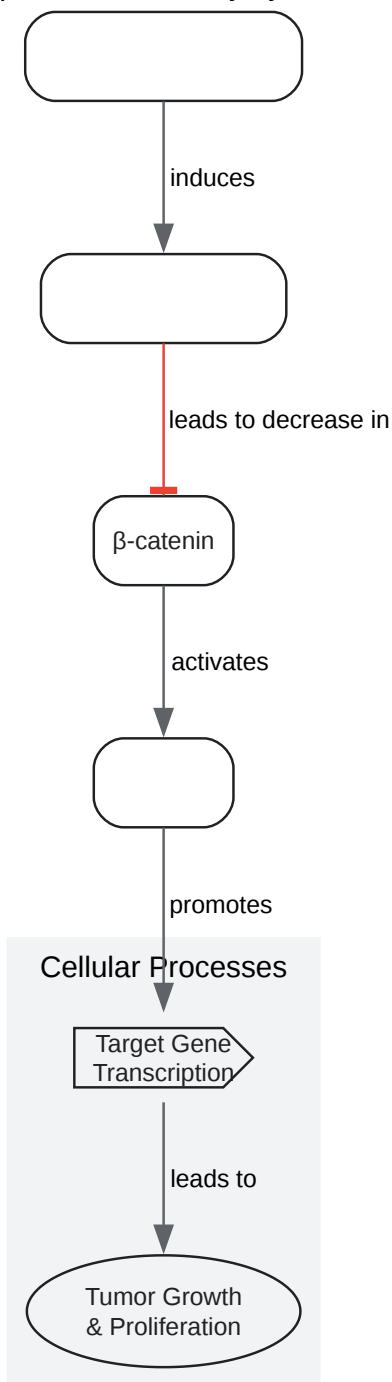 induces
leads to decrease in
β-catenin
activates
promotes
Cellular Processes
Target Gene
Transcription
leads to
Tumor Growth
& Proliferation